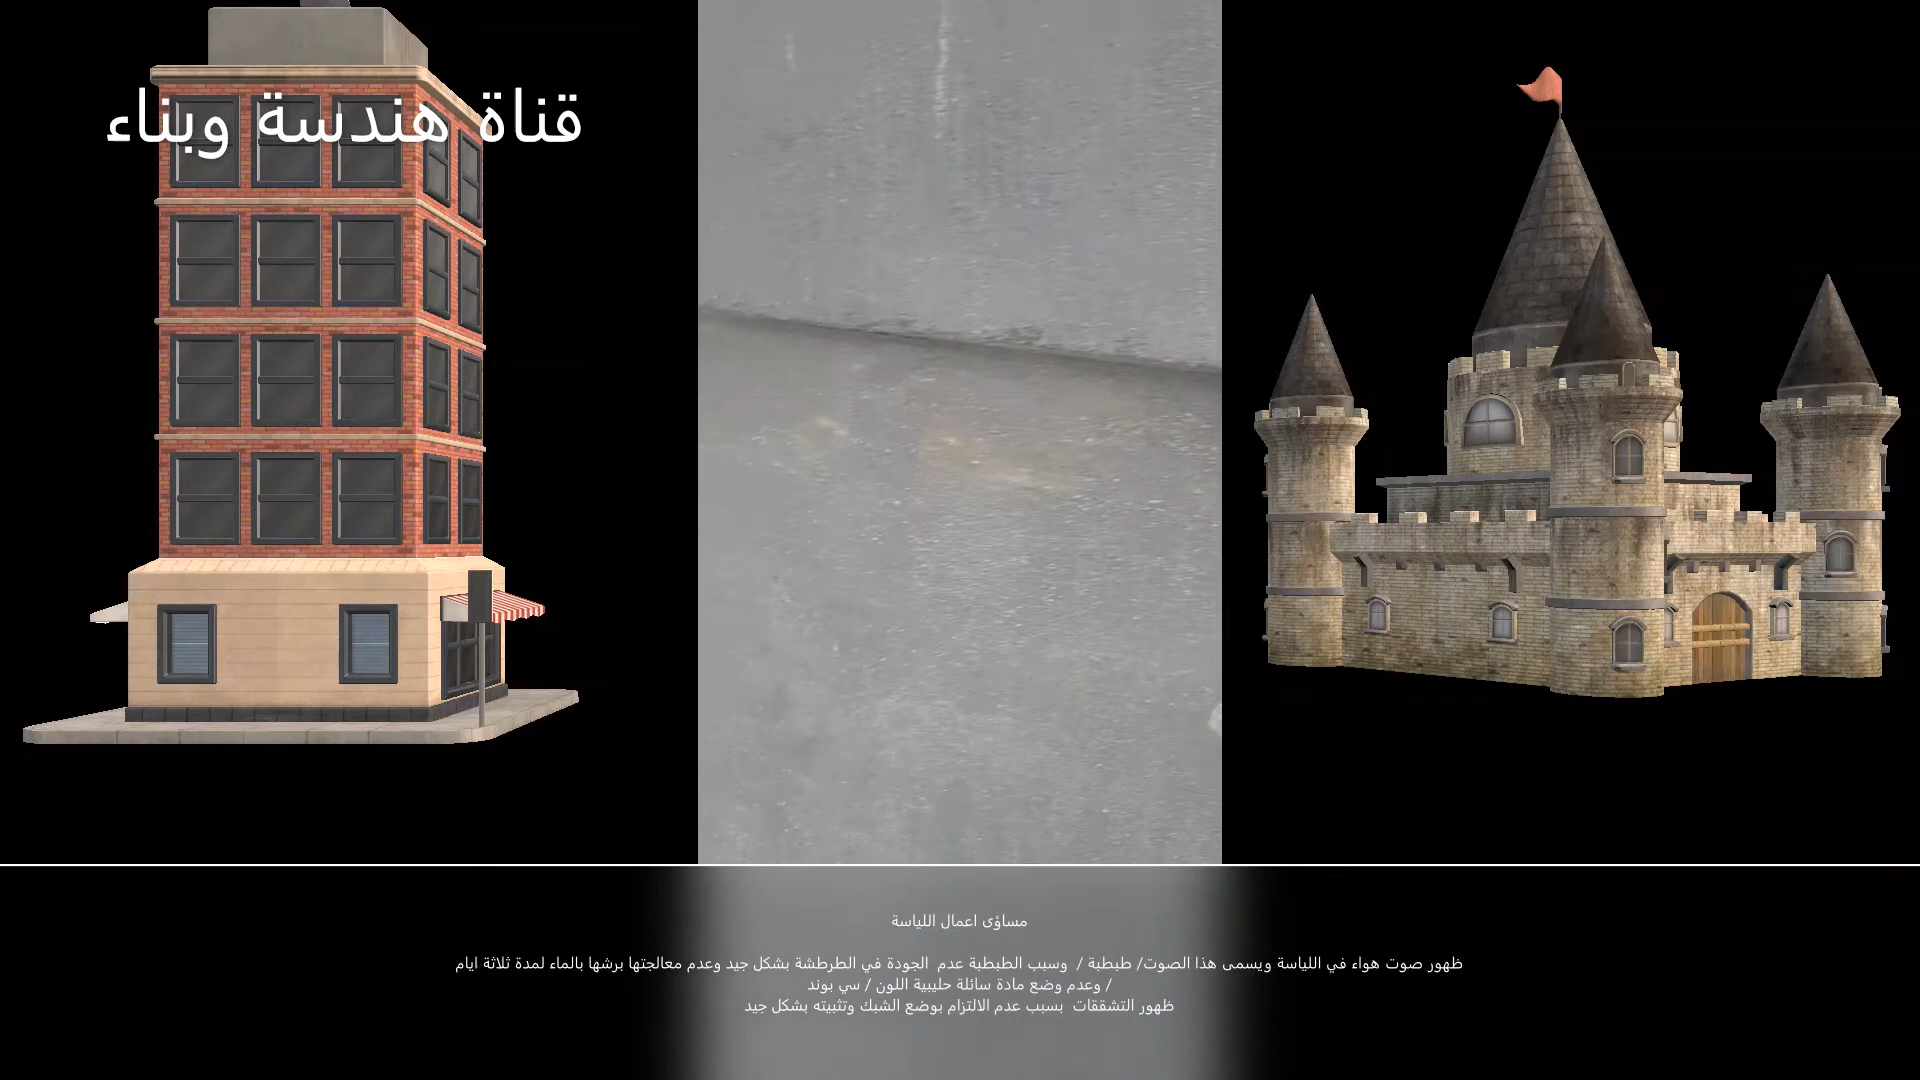 قناة هندسة وبناء
مساؤى اعمال اللياسة
ظهور صوت هواء في اللياسة ويسمى هذا الصوت/ طبطبة / وسبب الطبطبة عدم الجودة في الطرطشة بشكل جيد وعدم معالجتها برشها بالماء لمدة ثلاثة ايام
/ وعدم وضع مادة سائلة حليبية اللون / سي بوند
ظهور التشققات بسبب عدم الالتزام بوضع الشبك وتثبيته بشكل جيد